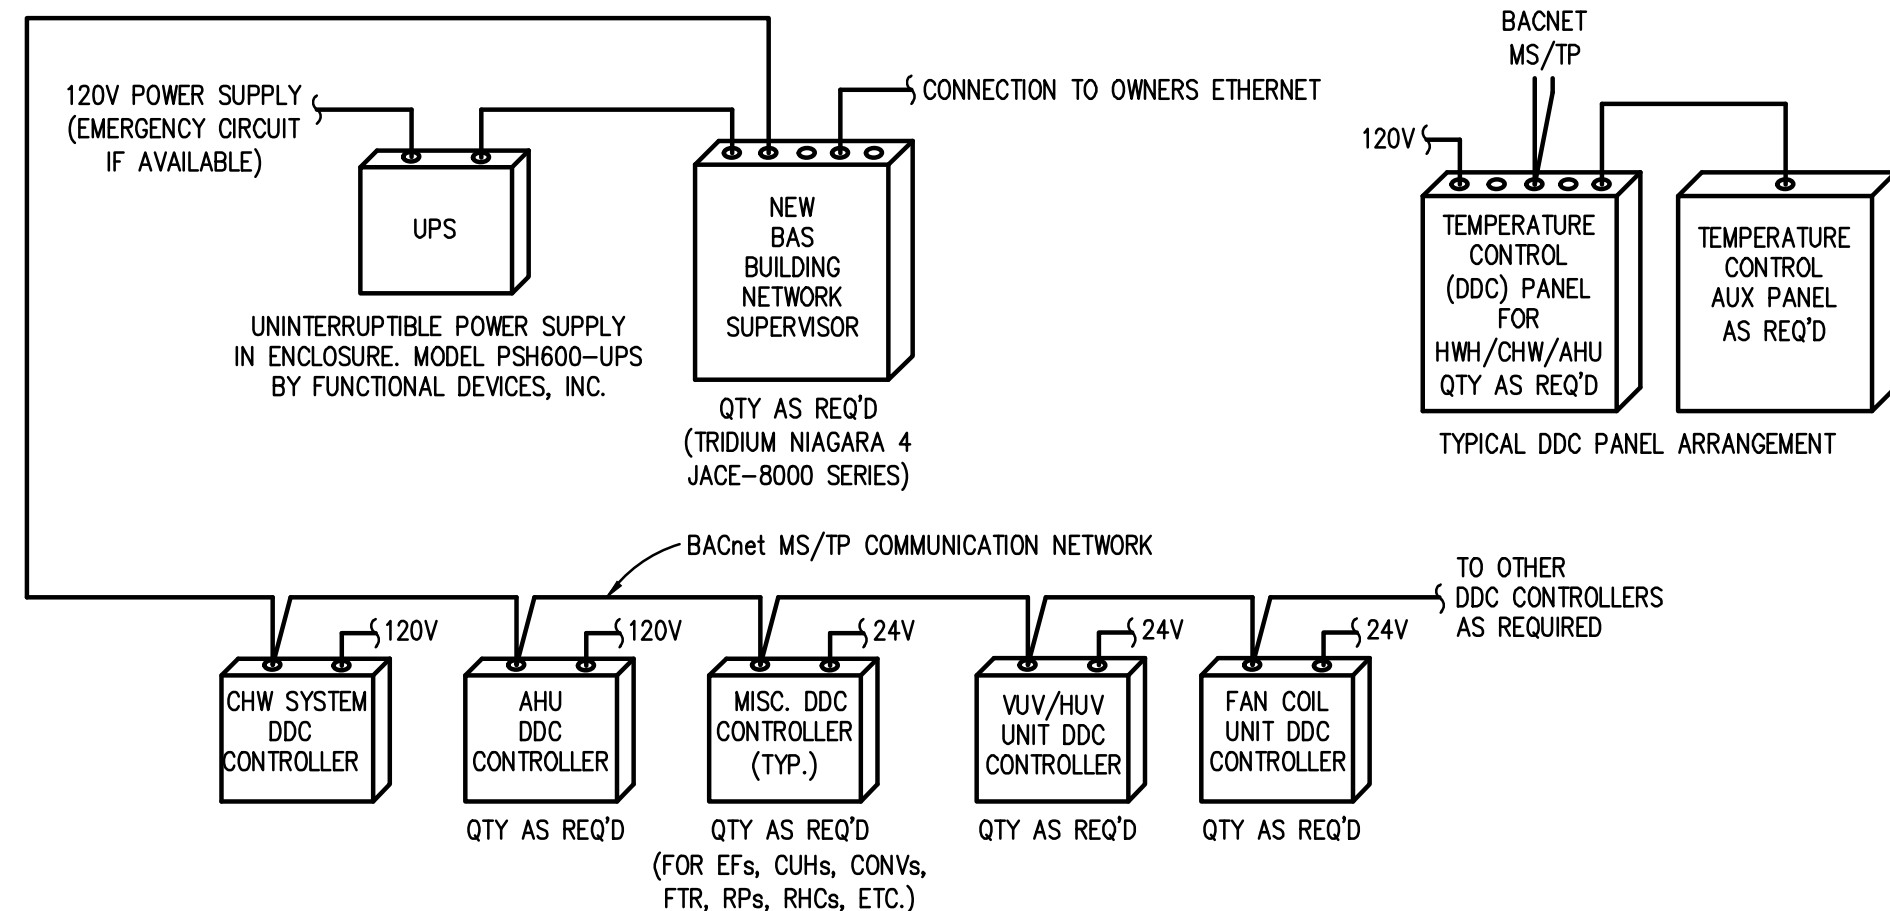 120V POWER SUPPLY
(EMERGENCY CIRCUIT
IF AVAILABLE)
UPS
UNINTERRUPTIBLE POWER SUPPLY
IN ENCLOSURE. MODEL PSH600-UPS
BY FUNCTIONAL DEVICES, INC.
CONNECTION TO OWNERS ETHERNET
NEW
BAS
BUILDING
NETWORK
SUPERVISOR
QTY AS REQ'D
(TRIDIUM NIAGARA 4
JACE-8000 SERIES)
BACNET
MS/TP
120V
TEMPERATURE
CONTROL
(DDC) PANEL
FOR
HWH/CHW/AHU
QTY AS REQ'D
TEMPERATURE
CONTROL
AUX PANEL
AS REQ'D
TYPICAL DDC PANEL ARRANGEMENT
BACnet MS/TP COMMUNICATION NETWORK
TO OTHER
DDC CONTROLLERS
AS REQUIRED
120V
CHW SYSTEM
DDC
CONTROLLER
120V
AHU
DDC
CONTROLLER
QTY AS REQ'D
24V
MISC. DDC
CONTROLLER
(TYP.)
QTY AS REQ'D
(FOR EFs, CUHs, CONVs,
FTR, RPs, RHCs, ETC.)
24V
VUV/HUV
UNIT DDC
CONTROLLER
QTY AS REQ'D
24V
FAN COIL
UNIT DDC
CONTROLLER
QTY AS REQ'D